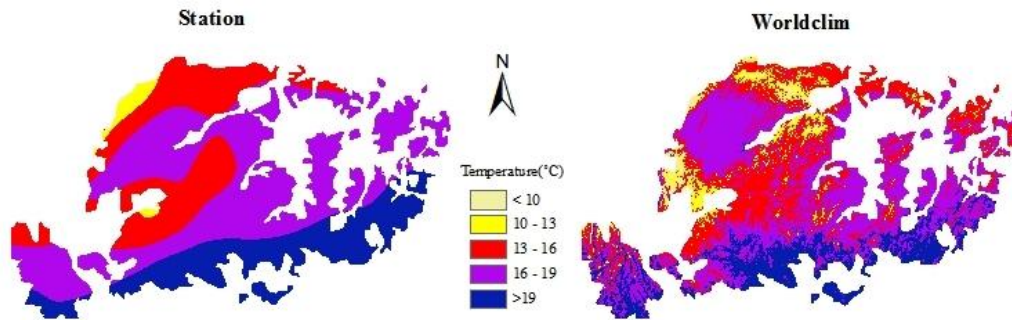 Station
Worldclim
N
Temperature(°C)
< 10
10 - 13
13 - 16
16 - 19
>19